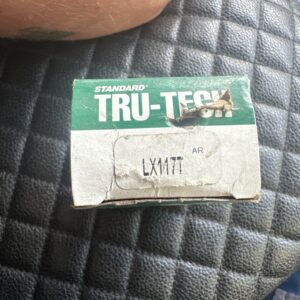 STANDARD®
TRU-TECH
AR
LX117T